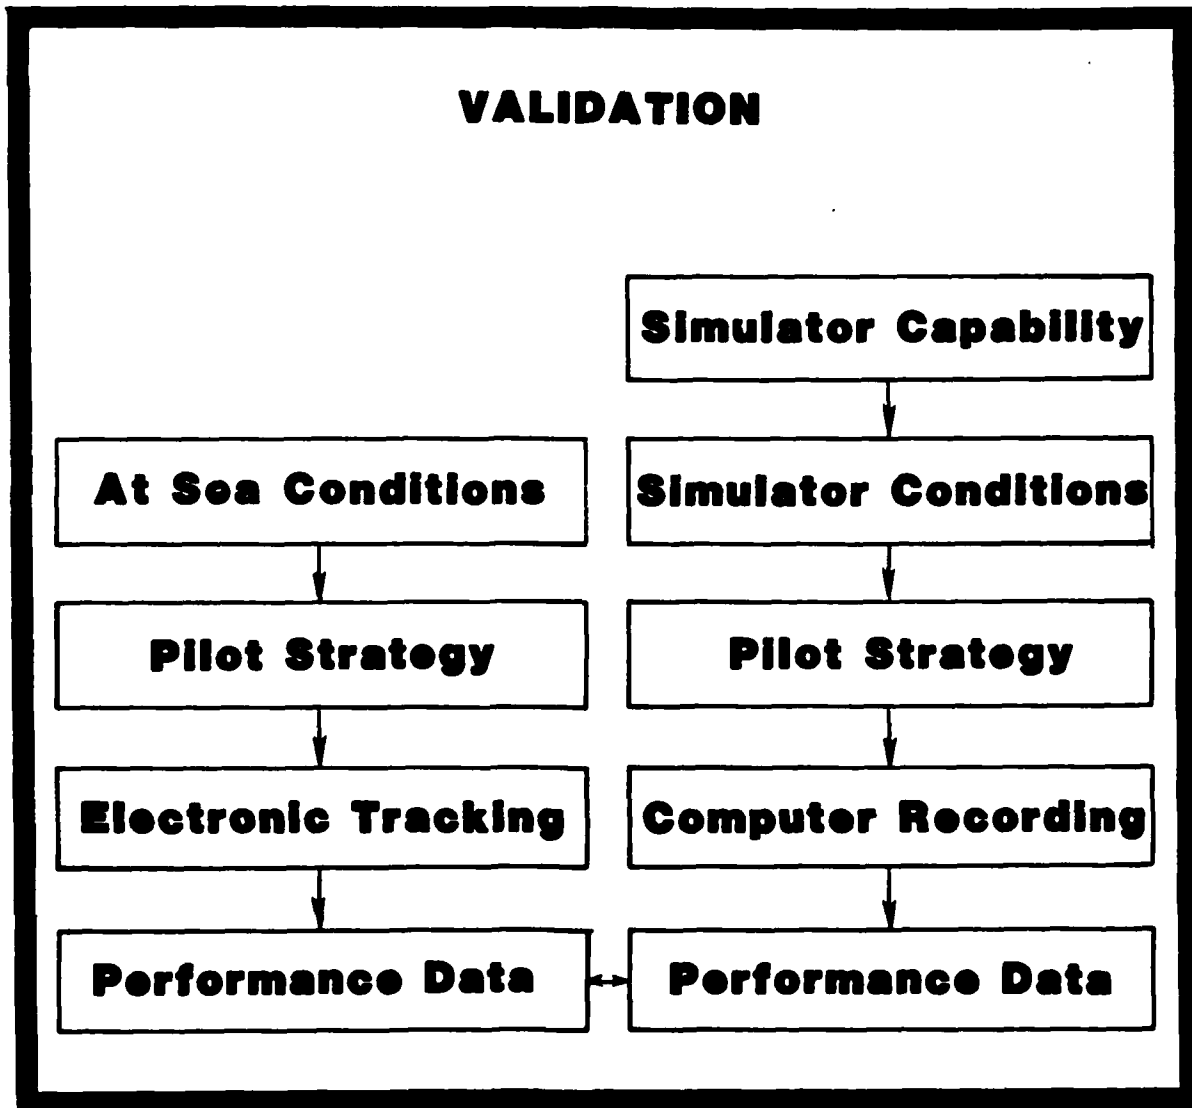 VALIDATION
Simulator Capability
At Sea Conditions
Simulator Conditions
Pilot Strategy
Pilot Strategy
Electronic Tracking
Computer Recording
Performance Data
Performance Data